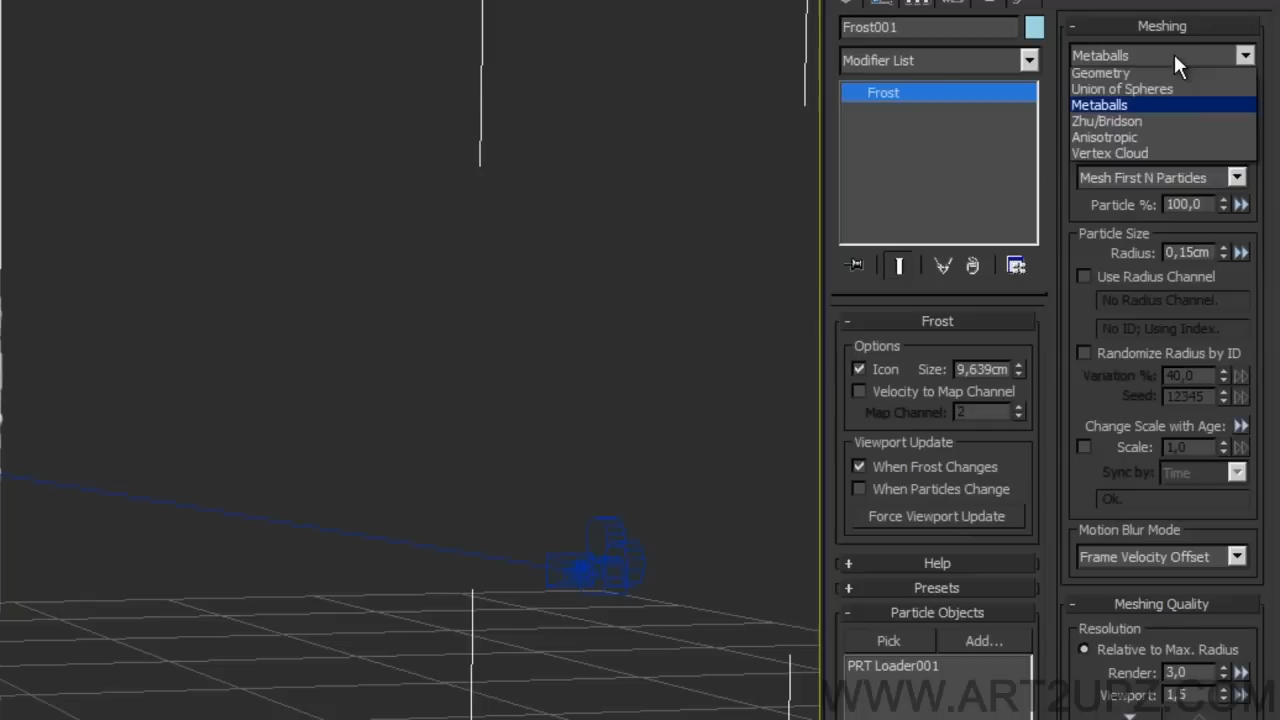 Frost001
Modifier List
Frost
Frost
Options
Icon Size: 9,639cm
Velocity to Map Channel
Map Channel: 2
Viewport Update
When Frost Changes
When Particles Change
Force Viewport Update
Help
Presets
Particle Objects
Pick Add...
PRT Loader001
Meshing
Metaballs
Geometry
Union of Spheres
Metaballs
Zhu/Bridson
Anisotropic
Vertex Cloud
Mesh First N Particles
Particle %: 100,0
Particle Size
Radius: 0,15cm
Use Radius Channel
No Radius Channel.
No ID; Using Index.
Randomize Radius by ID
Variation %: 40,0
Seed: 12345
Change Scale with Age:
Scale: 1,0
Sync by: Time
Ok.
Motion Blur Mode
Frame Velocity Offset
Meshing Quality
Resolution
Relative to Max. Radius
Render: 3,0
Viewport: 1,5
WWW.ART2UPZ.COM